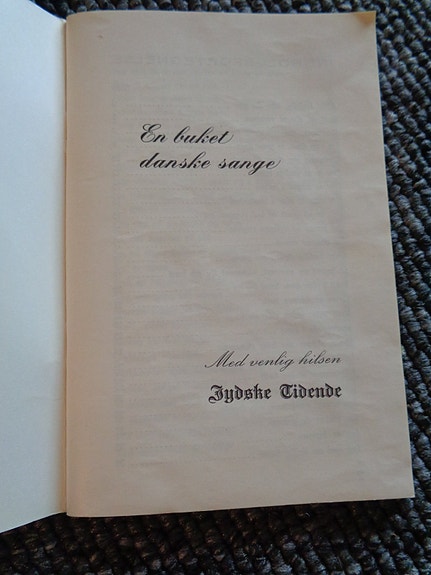 En buket
danske sange
Med venlig hilsen
Jydske Tidende